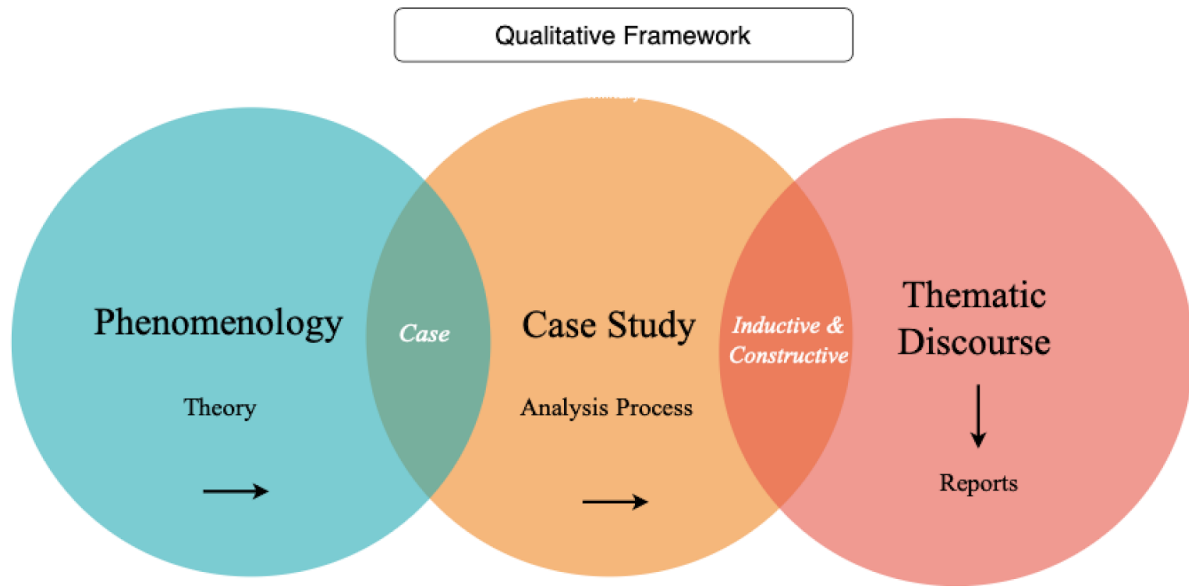 Qualitative Framework
Phenomenology
Theory
Case
Case Study
Analysis Process
Inductive &
Constructive
Thematic
Discourse
Reports